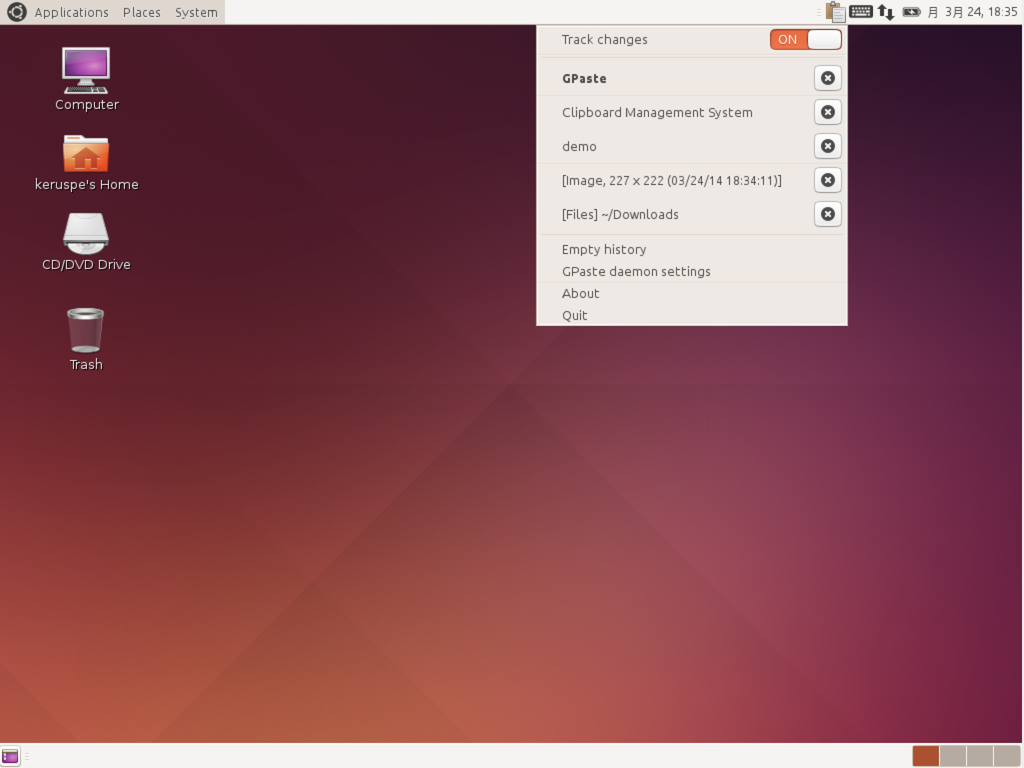 Applications Places System 月 3月 24, 18:35
Track changes ON
GPaste
Clipboard Management System
demo
[Image, 227 x 222 (03/24/14 18:34:11)]
[Files] ~/Downloads
Empty history
GPaste daemon settings
About
Quit
Computer
keruspe's Home
CD/DVD Drive
Trash